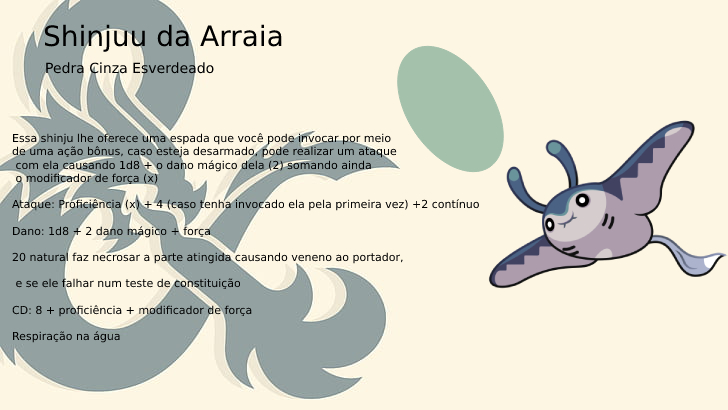 Shinjuu da Arraia
Pedra Cinza Esverdeado
Essa shinju lhe oferece uma espada que você pode invocar por meio
de uma ação bônus, caso esteja desarmado, pode realizar um ataque
com ela causando 1d8 + o dano mágico dela (2) somando ainda
o modificador de força (x)
Ataque: Proficiência (x) + 4 (caso tenha invocado ela pela primeira vez) +2 contínuo
Dano: 1d8 + 2 dano mágico + força
20 natural faz necrosar a parte atingida causando veneno ao portador,
e se ele falhar num teste de constituição
CD: 8 + proficiência + modificador de força
Respiração na água